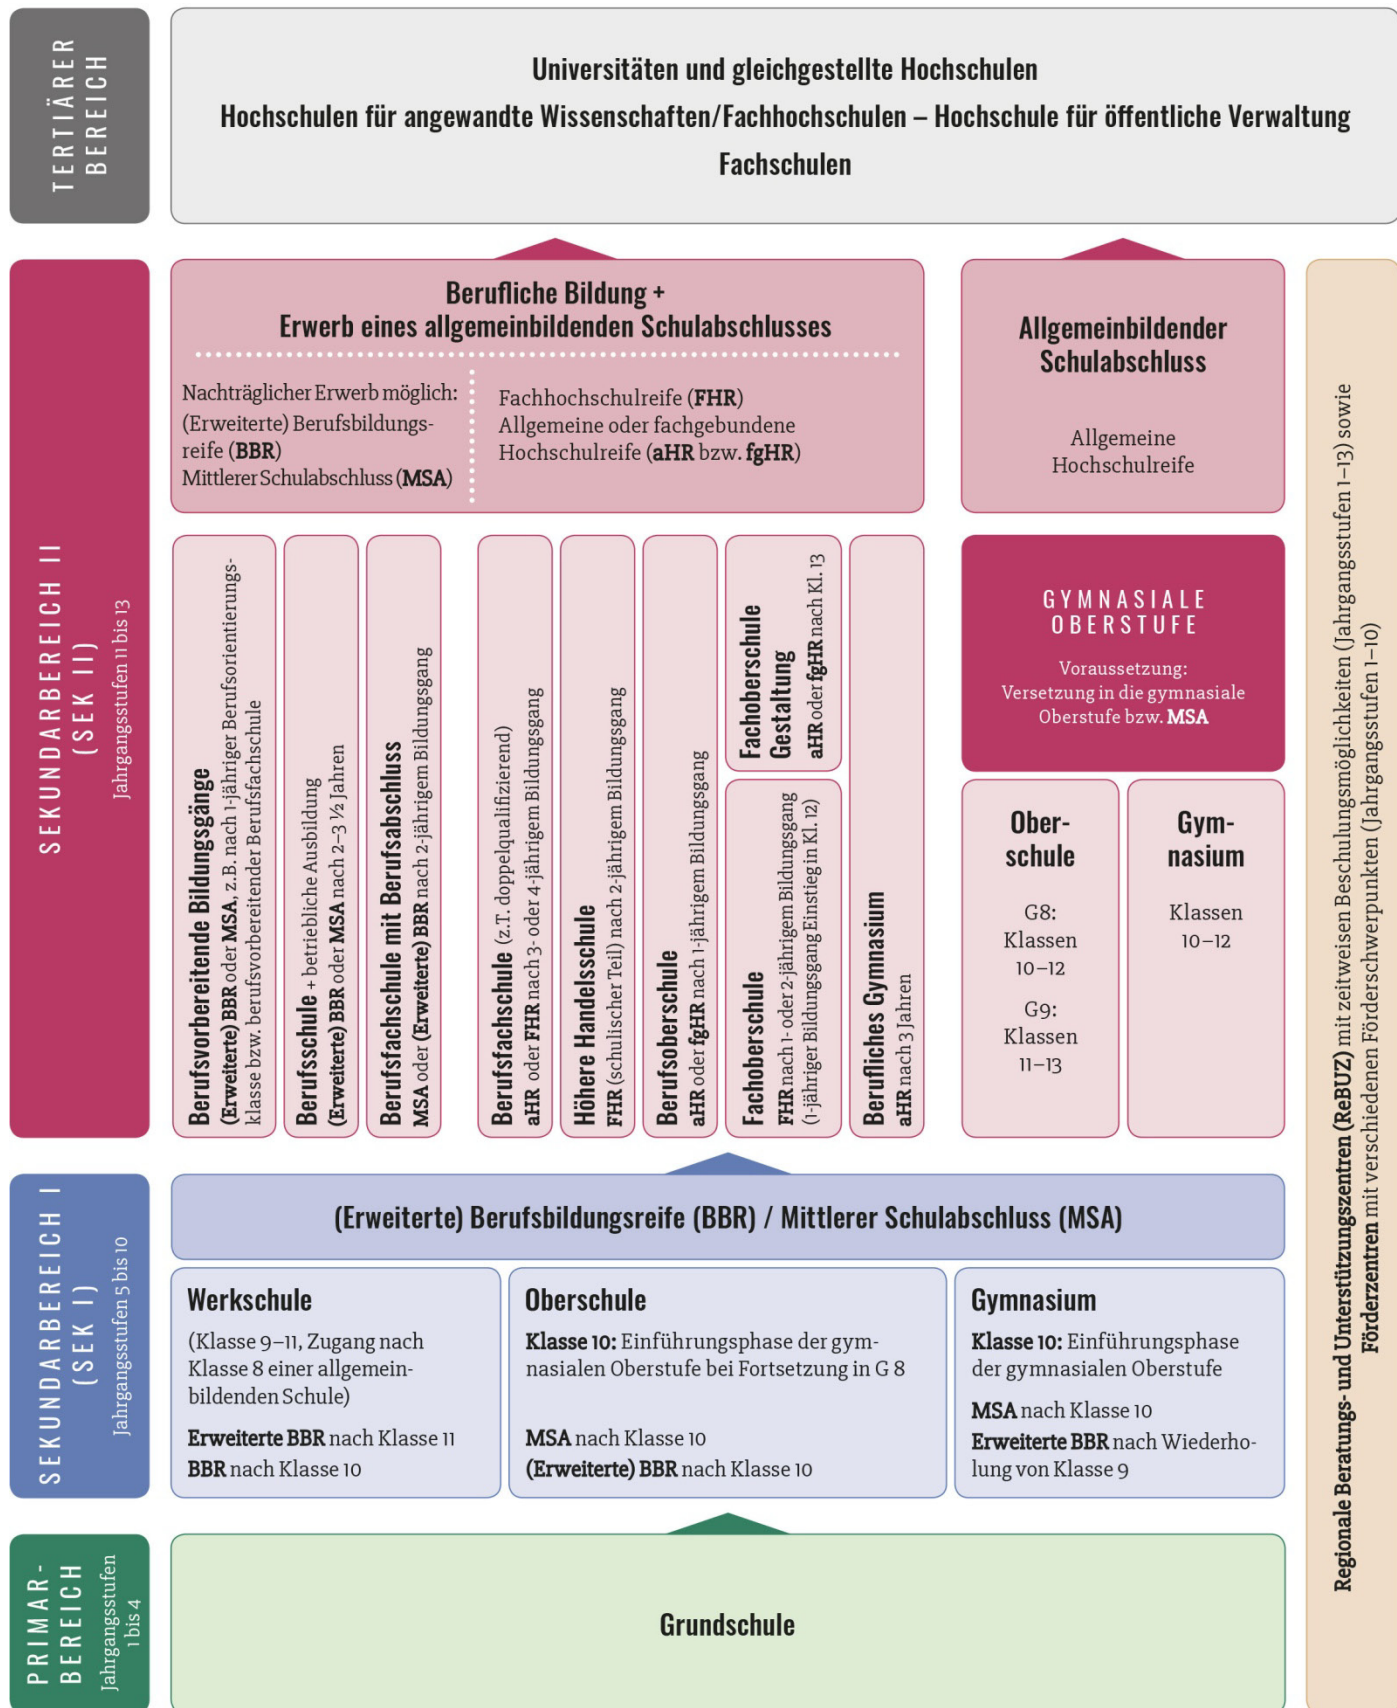 TERTIÄRER
BEREICH
Universitäten und gleichgestellte Hochschulen
Hochschulen für angewandte Wissenschaften/Fachhochschulen – Hochschule für öffentliche Verwaltung
Fachschulen
SEKUNDARBEREICH II
(SEK II)
Jahrgangsstufen 11 bis 13
Berufliche Bildung +
Erwerb eines allgemeinbildenden Schulabschlusses
Nachträglicher Erwerb möglich:
(Erweiterte) Berufsbildungs-
reife (BBR)
Mittlerer Schulabschluss (MSA)
Fachhochschulreife (FHR)
Allgemeine oder fachgebundene
Hochschulreife (aHR bzw. fgHR)
Allgemeinbildender
Schulabschluss
Allgemeine
Hochschulreife
Berufsvorbereitende Bildungsgänge
(Erweiterte) BBR oder MSA, z.B. nach 1-jähriger Berufsorientierungs-
klasse bzw. berufsvorbereitender Berufsfachschule
Berufsschule + betriebliche Ausbildung
(Erweiterte) BBR oder MSA nach 2–3 ½ Jahren
Berufsfachschule mit Berufsabschluss
MSA oder (Erweiterte) BBR nach 2-jährigem Bildungsgang
Berufsfachschule (z.T. doppelqualifizierend)
aHR oder FHR nach 3- oder 4-jährigem Bildungsgang
Höhere Handelsschule
FHR (schulischer Teil) nach 2-jährigem Bildungsgang
Berufsoberschule
aHR oder fgHR nach 1-jährigem Bildungsgang
Fachoberschule
Gestaltung
aHR oder fgHR nach Kl. 13
Fachoberschule
FHR nach 1- oder 2-jährigem Bildungsgang
(1-jähriger Bildungsgang Einstieg in Kl. 12)
Berufliches Gymnasium
aHR nach 3 Jahren
GYMNASIALE
OBERSTUFE
Voraussetzung:
Versetzung in die gymnasiale
Oberstufe bzw. MSA
Ober-
schule
G8:
Klassen
10–12
G9:
Klassen
11–13
Gym-
nasium
Klassen
10–12
SEKUNDARBEREICH I
(SEK I)
Jahrgangsstufen 5 bis 10
(Erweiterte) Berufsbildungsreife (BBR) / Mittlerer Schulabschluss (MSA)
Werkschule
(Klasse 9–11, Zugang nach
Klasse 8 einer allgemein-
bildenden Schule)
Erweiterte BBR nach Klasse 11
BBR nach Klasse 10
Oberschule
Klasse 10: Einführungsphase der gym-
nasialen Oberstufe bei Fortsetzung in G 8
MSA nach Klasse 10
(Erweiterte) BBR nach Klasse 10
Gymnasium
Klasse 10: Einführungsphase
der gymnasialen Oberstufe
MSA nach Klasse 10
Erweiterte BBR nach Wiederho-
lung von Klasse 9
PRIMAR-
BEREICH
Jahrgangsstufen
1 bis 4
Grundschule
Regionale Beratungs- und Unterstützungszentren (ReBUZ) mit zeitweisen Beschulungsmöglichkeiten (Jahrgangsstufen 1–13) sowie
Förderzentren mit verschiedenen Förderschwerpunkten (Jahrgangsstufen 1–10)